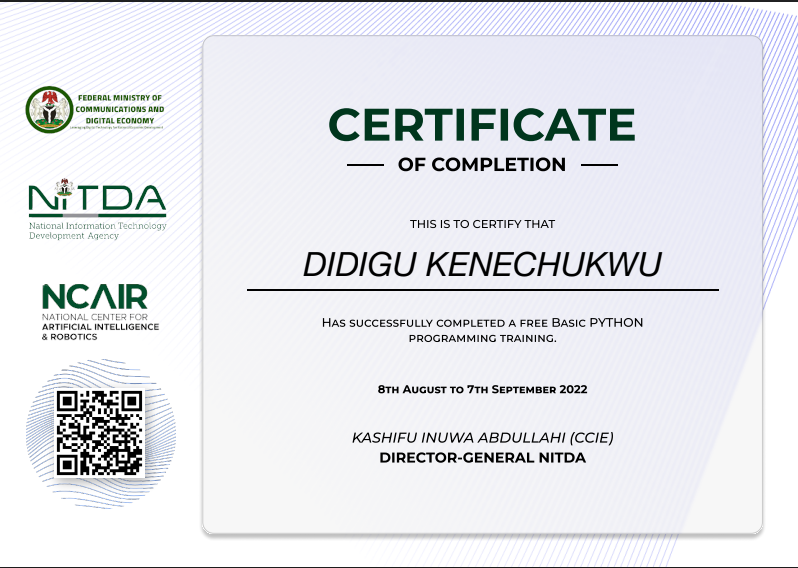 FEDERAL MINISTRY OF
COMMUNICATIONS AND
DIGITAL ECONOMY
NiTDA
National Information Technology
Development Agency
NCAIR
NATIONAL CENTER FOR
ARTIFICIAL INTELLIGENCE
& ROBOTICS
CERTIFICATE
OF COMPLETION
THIS IS TO CERTIFY THAT
DIDIGU KENECHUKWU
Has successfully completed a free Basic PYTHON
programming training.
8th August to 7th September 2022
KASHIFU INUWA ABDULLAHI (CCIE)
DIRECTOR-GENERAL NITDA